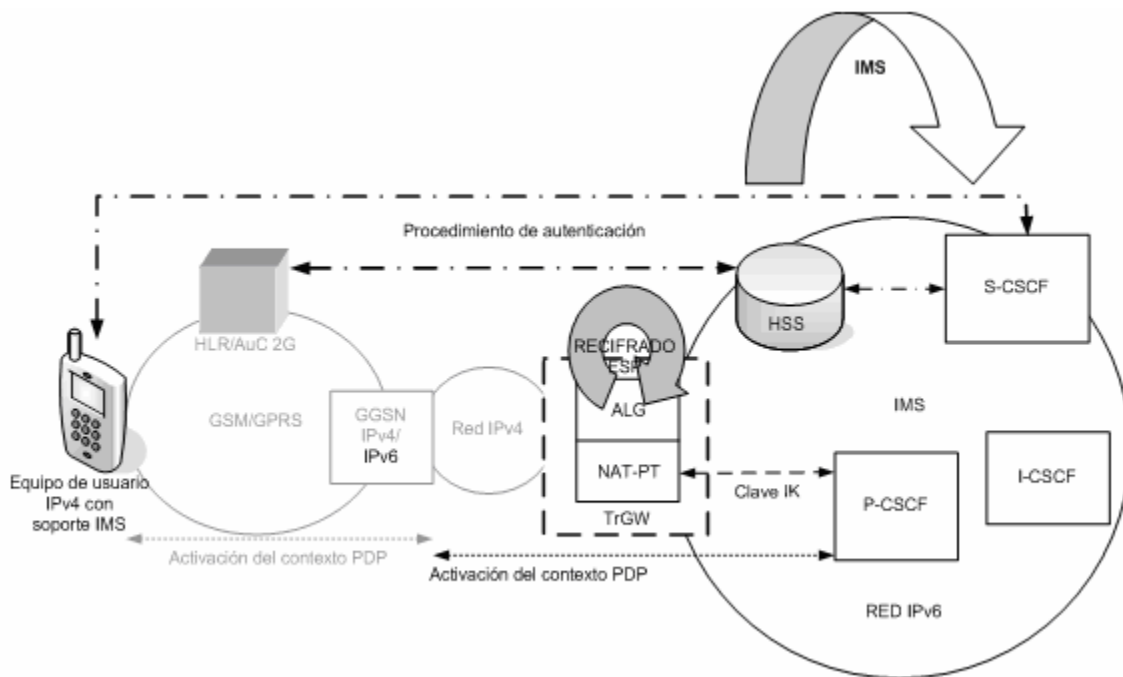 IMS
Procedimiento de autenticación
S-CSCF
HSS
HLR/AuC 2G
RECIFRADO
ESP
ALG
IMS
GSM/GPRS
GGSN
IPv4/
IPv6
Red IPv4
NAT-PT
Clave IK
P-CSCF
I-CSCF
Equipo de usuario
IPv4 con
soporte IMS
TrGW
Activación del contexto PDP
Activación del contexto PDP
RED IPv6